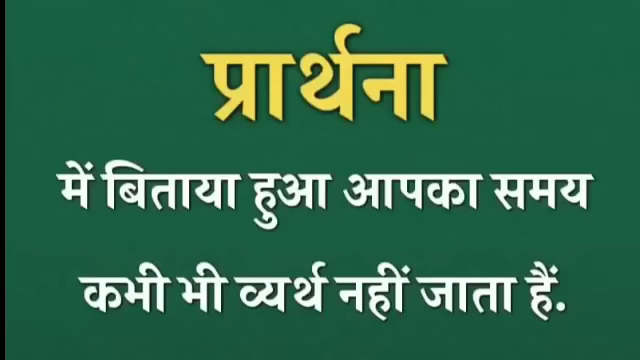 प्रार्थना
में बिताया हुआ आपका समय
कभी भी व्यर्थ नहीं जाता हैं.